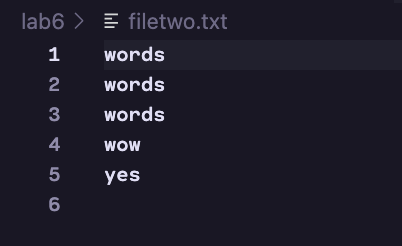 lab6 > filetwo.txt
1 words
2 words
3 words
4 wow
5 yes
6